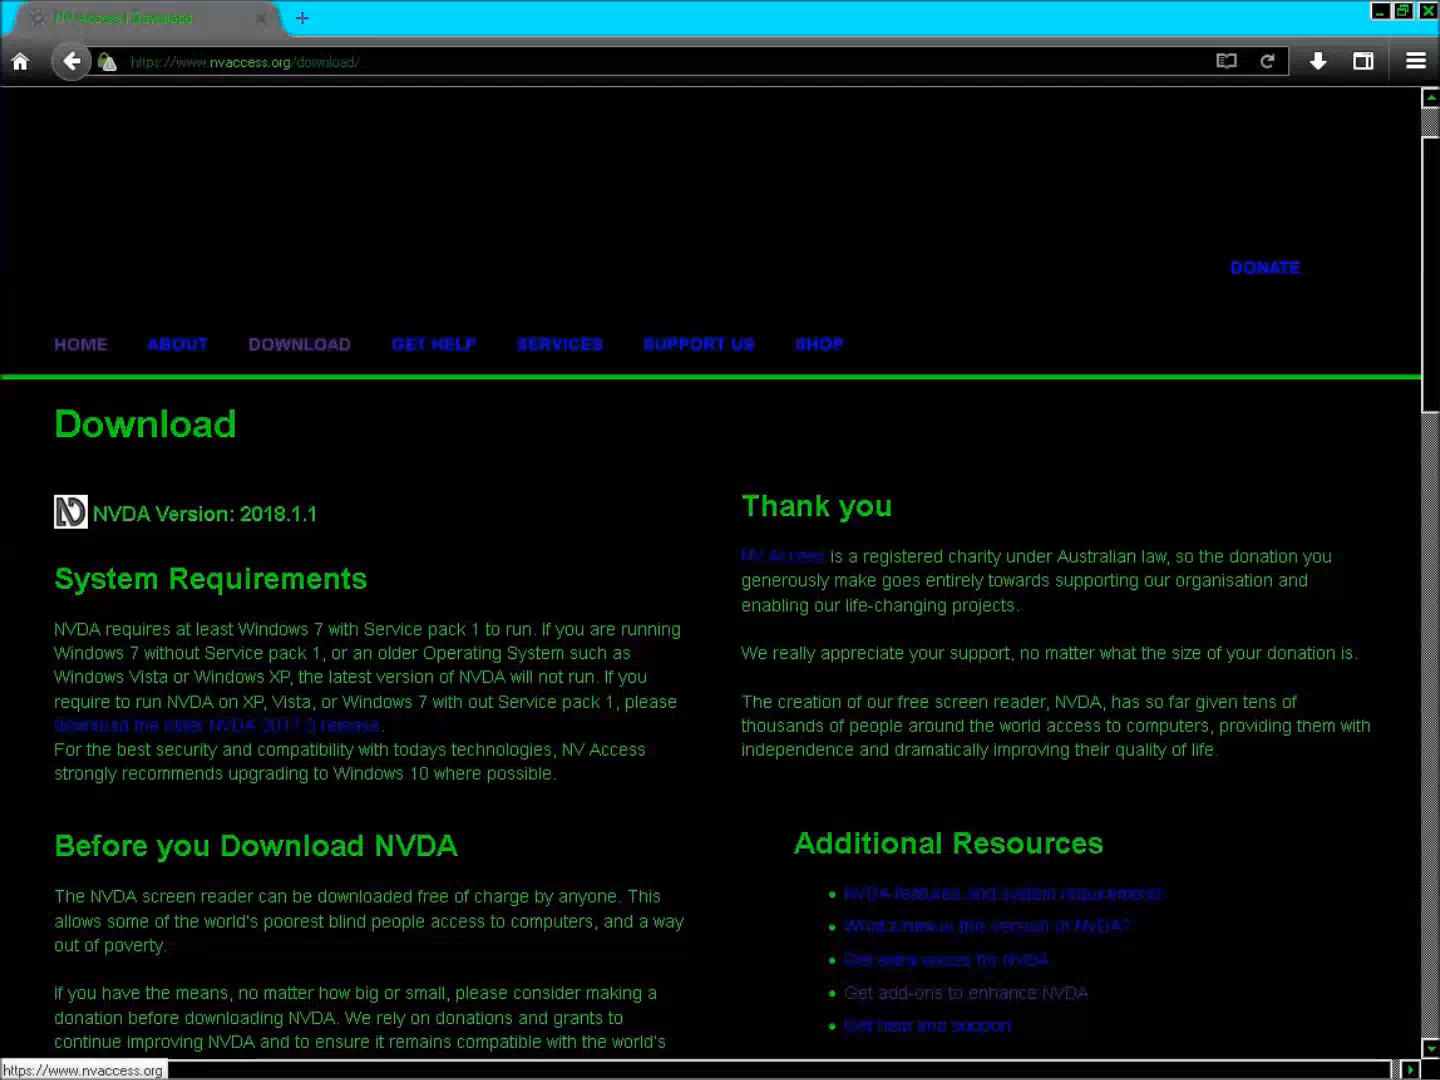 NV Access | Download
https://www.nvaccess.org/download/
DONATE
HOME ABOUT DOWNLOAD GET HELP SERVICES SUPPORT US SHOP
Download
NVDA Version: 2018.1.1
System Requirements
NVDA requires at least Windows 7 with Service pack 1 to run. If you are running
Windows 7 without Service pack 1, or an older Operating System such as
Windows Vista or Windows XP, the latest version of NVDA will not run. If you
require to run NVDA on XP, Vista, or Windows 7 with out Service pack 1, please
download the older NVDA 2017.3 release.
For the best security and compatibility with todays technologies, NV Access
strongly recommends upgrading to Windows 10 where possible.
Before you Download NVDA
The NVDA screen reader can be downloaded free of charge by anyone. This
allows some of the world's poorest blind people access to computers, and a way
out of poverty.
If you have the means, no matter how big or small, please consider making a
donation before downloading NVDA. We rely on donations and grants to
continue improving NVDA and to ensure it remains compatible with the world's
Thank you
NV Access is a registered charity under Australian law, so the donation you
generously make goes entirely towards supporting our organisation and
enabling our life-changing projects.
We really appreciate your support, no matter what the size of your donation is.
The creation of our free screen reader, NVDA, has so far given tens of
thousands of people around the world access to computers, providing them with
independence and dramatically improving their quality of life.
Additional Resources
• NVDA features and system requirements
• What's new in this version of NVDA?
• Get extra voices for NVDA
• Get add-ons to enhance NVDA
• Get help and support
https://www.nvaccess.org